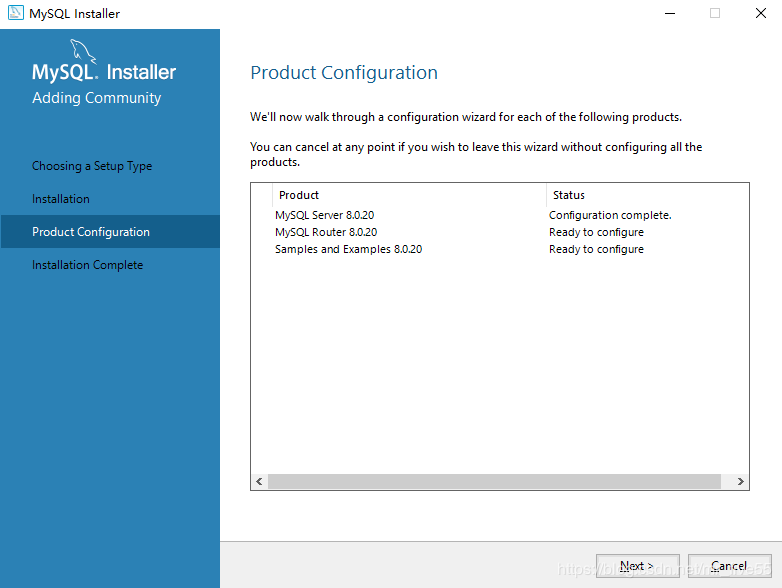 MySQL Installer
MySQL. Installer
Adding Community
Choosing a Setup Type
Installation
Product Configuration
Installation Complete
Product Configuration
We'll now walk through a configuration wizard for each of the following products.
You can cancel at any point if you wish to leave this wizard without configuring all the
products.
Product Status
MySQL Server 8.0.20 Configuration complete.
MySQL Router 8.0.20 Ready to configure
Samples and Examples 8.0.20 Ready to configure
Next > Cancel